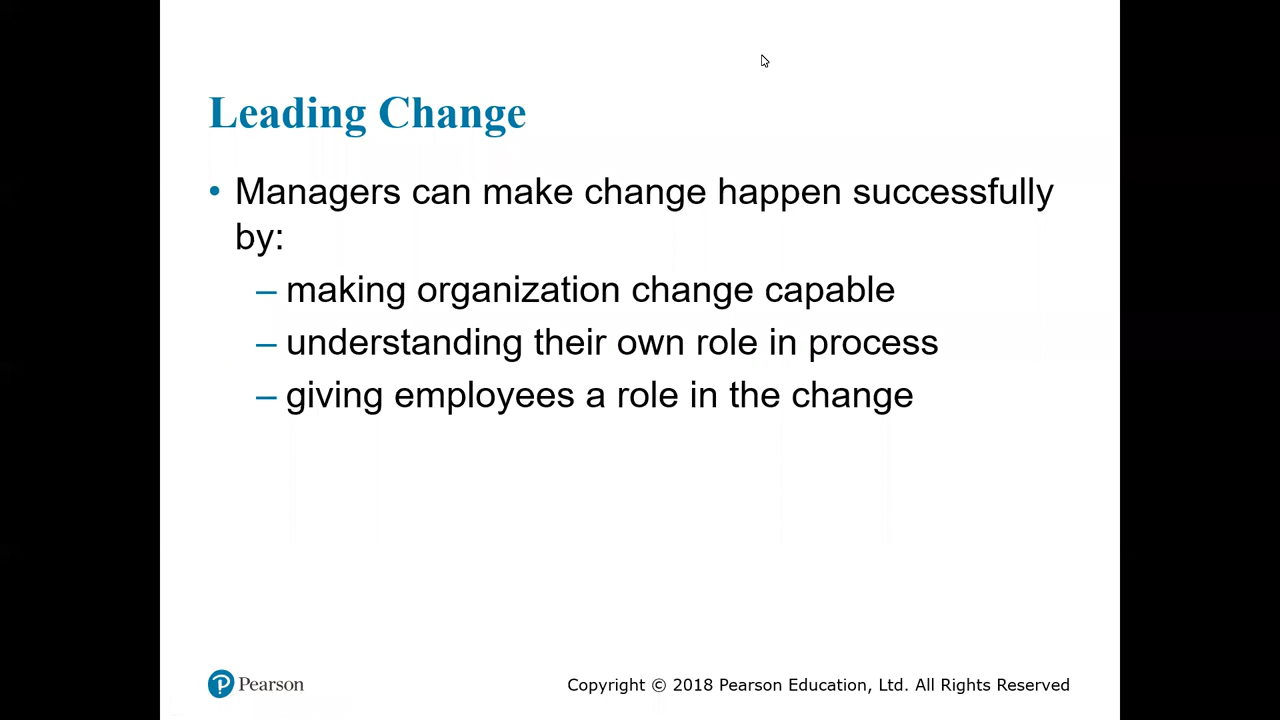 Leading Change
• Managers can make change happen successfully
by:
– making organization change capable
– understanding their own role in process
– giving employees a role in the change
Pearson
Copyright © 2018 Pearson Education, Ltd. All Rights Reserved